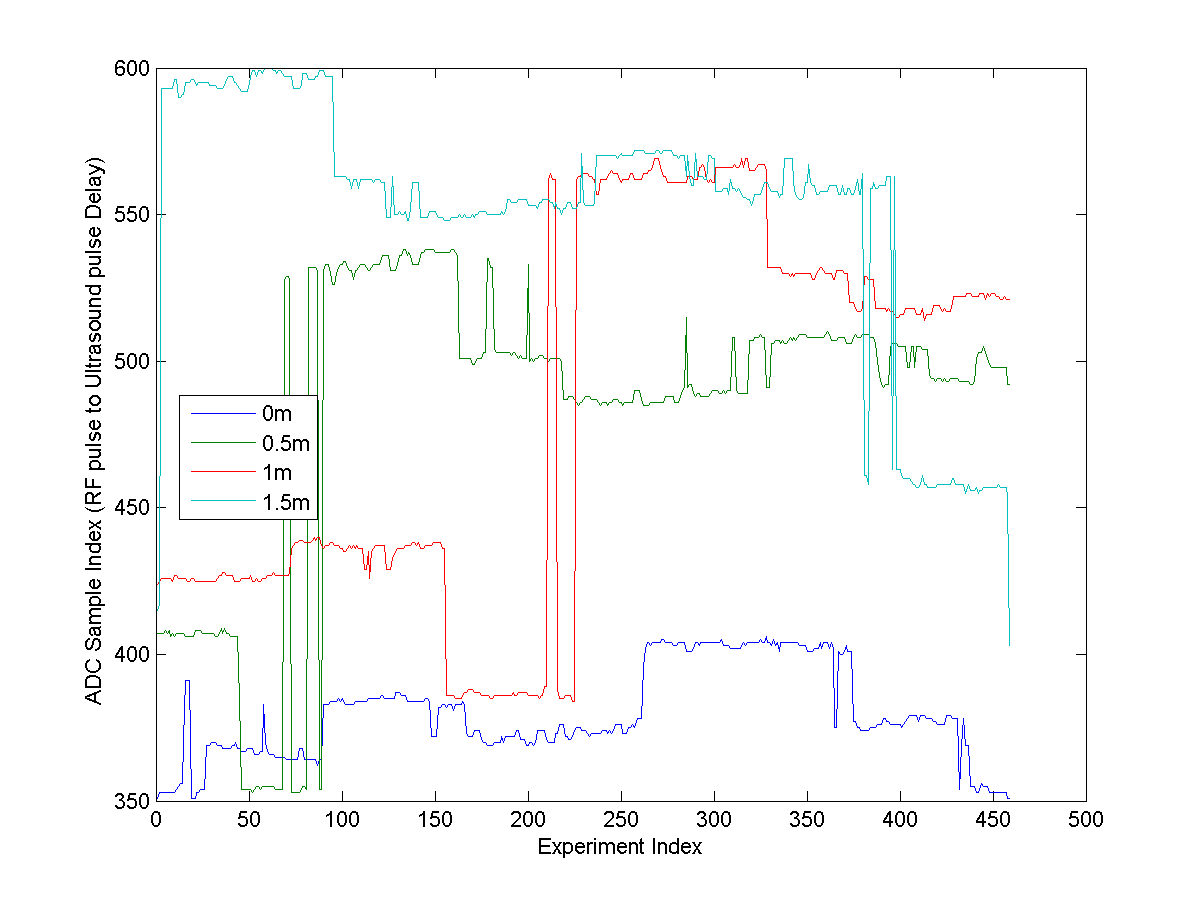 600
550
500
450
400
350
ADC Sample Index (RF pulse to Ultrasound pulse Delay)
0m
0.5m
1m
1.5m
0 50 100 150 200 250 300 350 400 450 500
Experiment Index